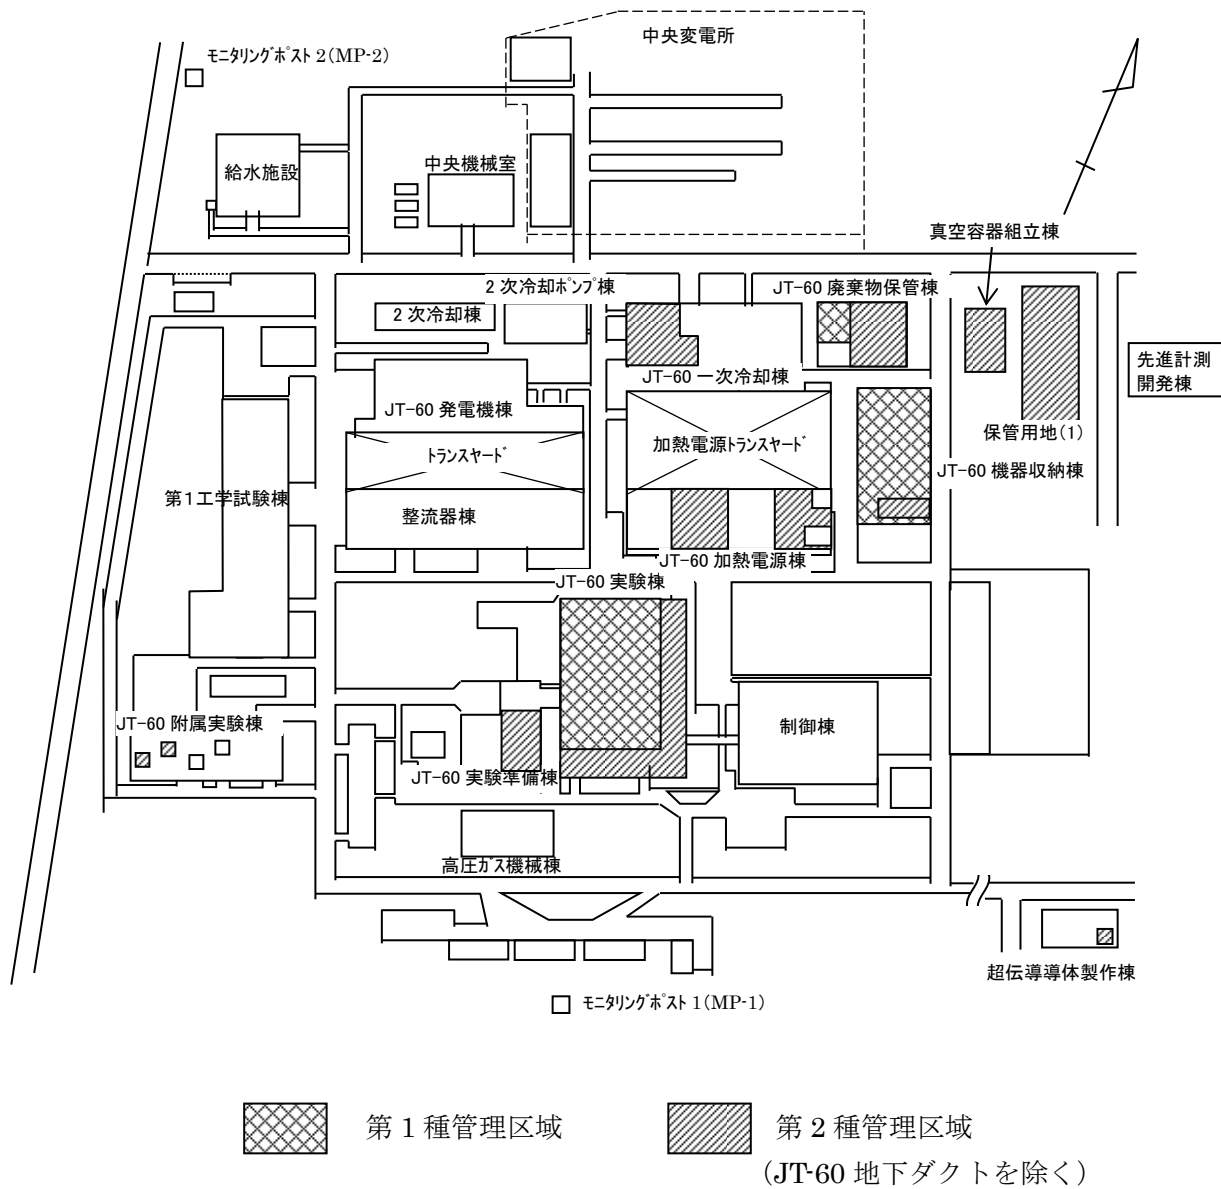 中央変電所
モニタリングポスト 2(MP-2)
給水施設
中央機械室
真空容器組立棟
2 次冷却ポンプ棟
JT-60 廃棄物保管棟
2 次冷却棟
先進計測
開発棟
JT-60 一次冷却棟
JT-60 発電機棟
保管用地(1)
トランスヤード
加熱電源トランスヤード
JT-60 機器収納棟
第1工学試験棟
整流器棟
JT-60 加熱電源棟
JT-60 実験棟
JT-60 附属実験棟
制御棟
JT-60 実験準備棟
高圧ガス機械棟
超伝導導体製作棟
モニタリングポスト 1(MP-1)
第 1 種管理区域
第 2 種管理区域
(JT-60 地下ダクトを除く)